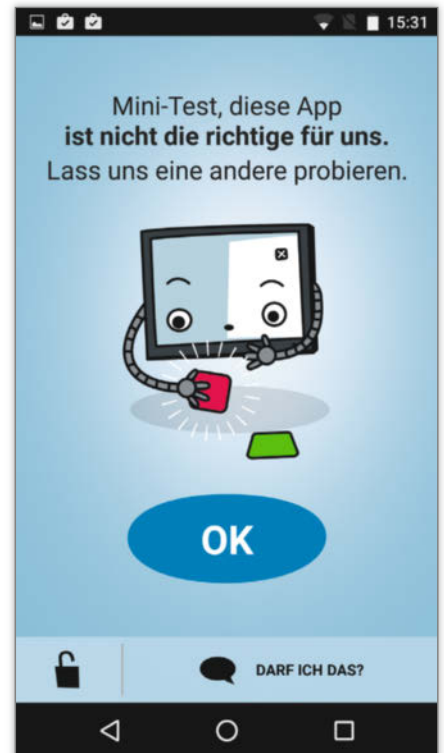 15:31
Mini-Test, diese App
ist nicht die richtige für uns.
Lass uns eine andere probieren.
OK
DARF ICH DAS?